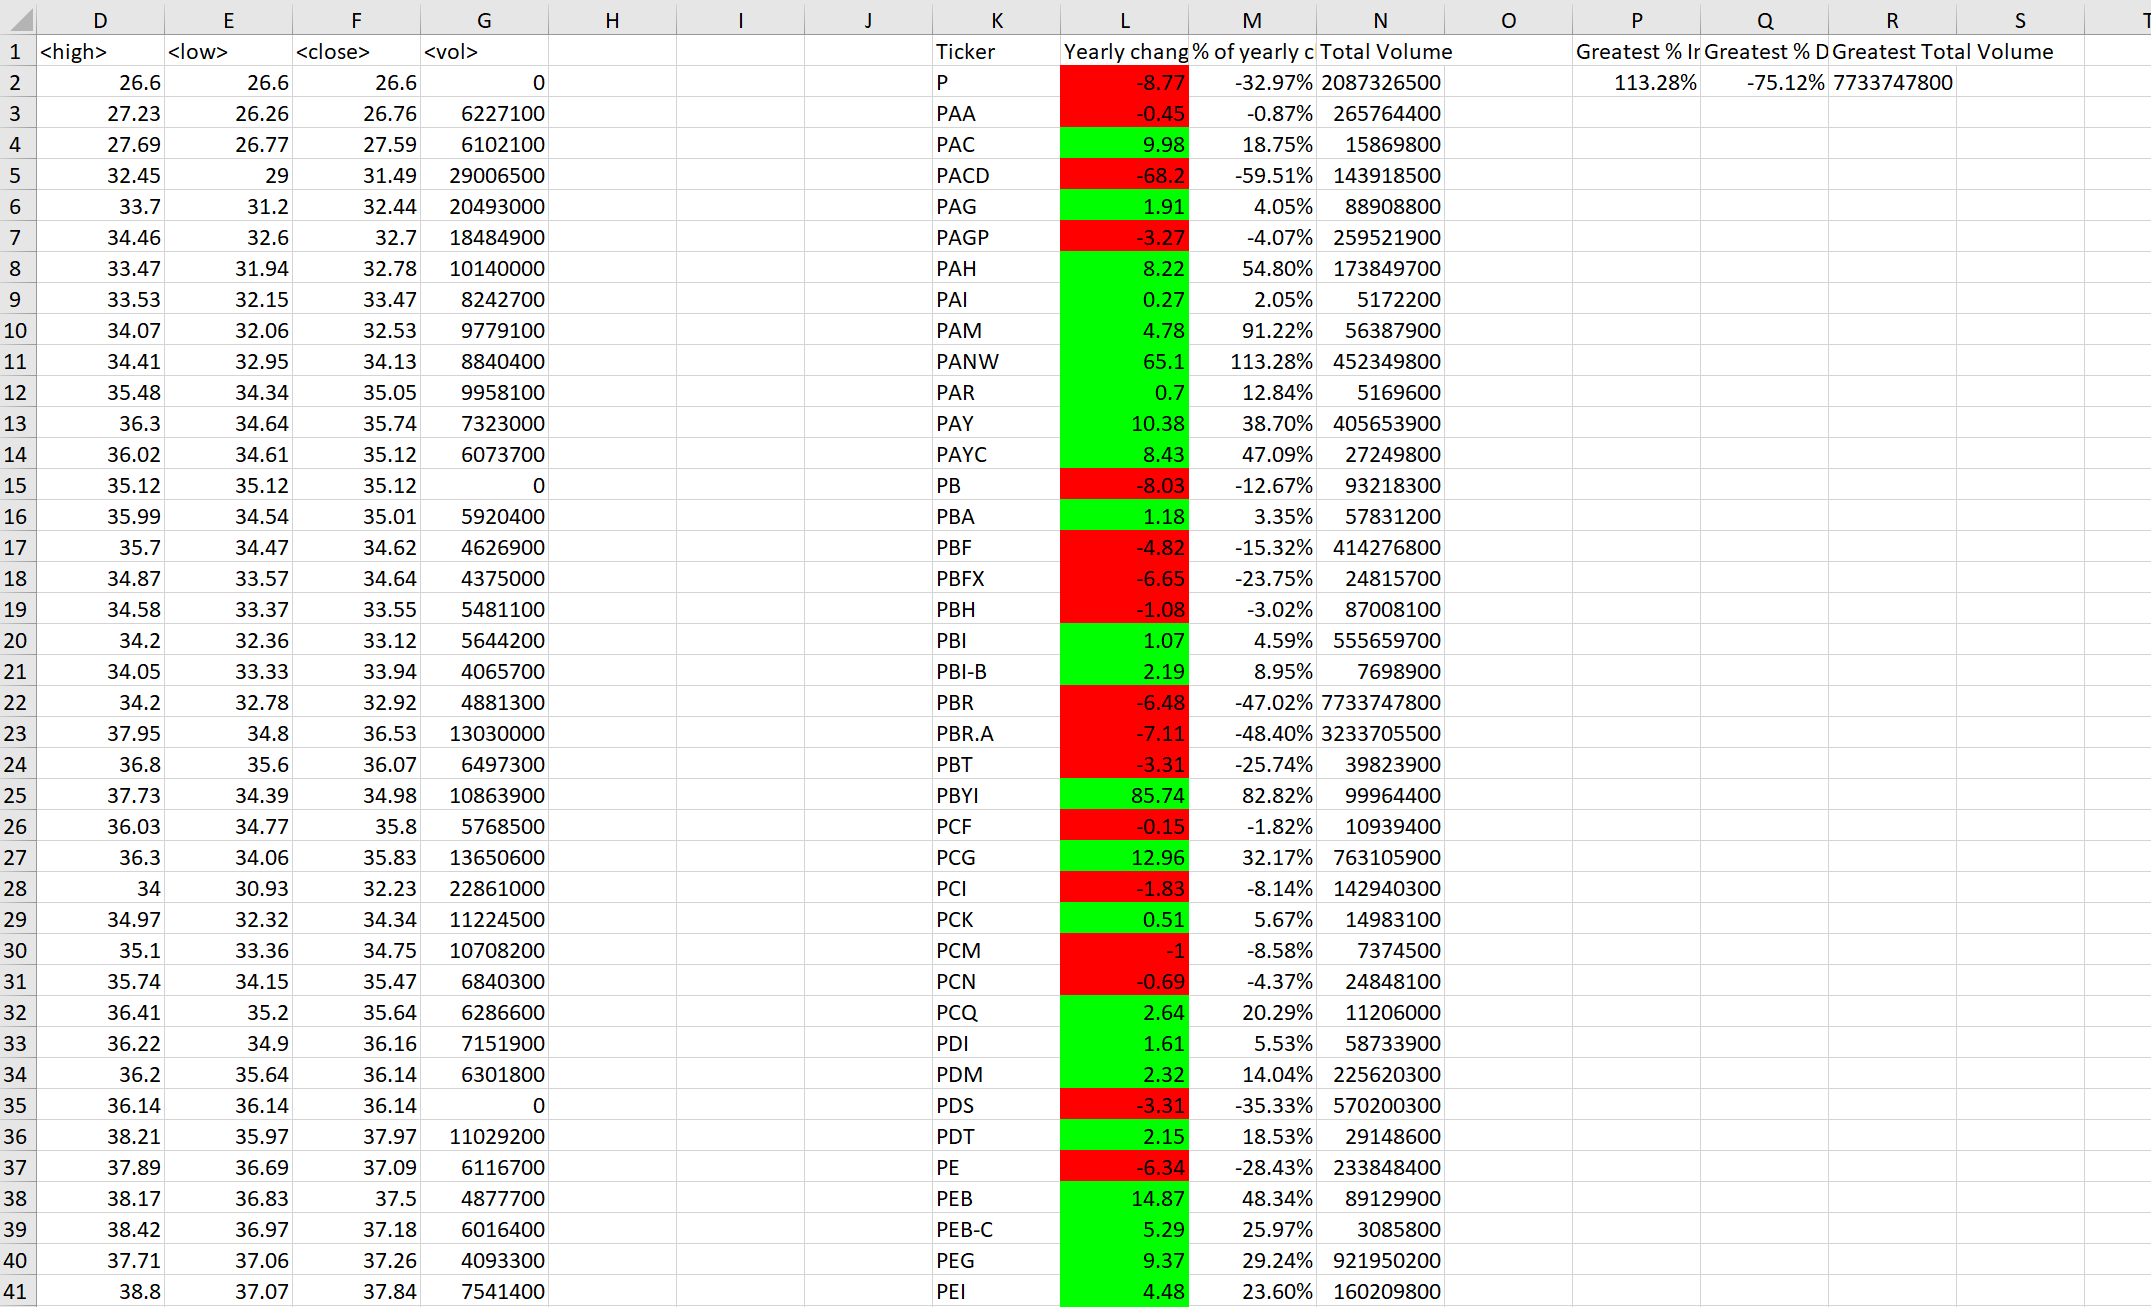 D E F G H I J K L M N O P Q R S T
1 <high> <low> <close> <vol> Ticker Yearly chang % of yearly c Total Volume Greatest % In Greatest % D Greatest Total Volume
2 26.6 26.6 26.6 0 P -8.77 -32.97% 2087326500 113.28% -75.12% 7733747800
3 27.23 26.26 26.76 6227100 PAA -0.45 -0.87% 265764400
4 27.69 26.77 27.59 6102100 PAC 9.98 18.75% 15869800
5 32.45 29 31.49 29006500 PACD -68.2 -59.51% 143918500
6 33.7 31.2 32.44 20493000 PAG 1.91 4.05% 88908800
7 34.46 32.6 32.7 18484900 PAGP -3.27 -4.07% 259521900
8 33.47 31.94 32.78 10140000 PAH 8.22 54.80% 173849700
9 33.53 32.15 33.47 8242700 PAI 0.27 2.05% 5172200
10 34.07 32.06 32.53 9779100 PAM 4.78 91.22% 56387900
11 34.41 32.95 34.13 8840400 PANW 65.1 113.28% 452349800
12 35.48 34.34 35.05 9958100 PAR 0.7 12.84% 5169600
13 36.3 34.64 35.74 7323000 PAY 10.38 38.70% 405653900
14 36.02 34.61 35.12 6073700 PAYC 8.43 47.09% 27249800
15 35.12 35.12 35.12 0 PB -8.03 -12.67% 93218300
16 35.99 34.54 35.01 5920400 PBA 1.18 3.35% 57831200
17 35.7 34.47 34.62 4626900 PBF -4.82 -15.32% 414276800
18 34.87 33.57 34.64 4375000 PBFX -6.65 -23.75% 24815700
19 34.58 33.37 33.55 5481100 PBH -1.08 -3.02% 87008100
20 34.2 32.36 33.12 5644200 PBI 1.07 4.59% 555659700
21 34.05 33.33 33.94 4065700 PBI-B 2.19 8.95% 7698900
22 34.2 32.78 32.92 4881300 PBR -6.48 -47.02% 7733747800
23 37.95 34.8 36.53 13030000 PBR.A -7.11 -48.40% 3233705500
24 36.8 35.6 36.07 6497300 PBT -3.31 -25.74% 39823900
25 37.73 34.39 34.98 10863900 PBYI 85.74 82.82% 99964400
26 36.03 34.77 35.8 5768500 PCF -0.15 -1.82% 10939400
27 36.3 34.06 35.83 13650600 PCG 12.96 32.17% 763105900
28 34 30.93 32.23 22861000 PCI -1.83 -8.14% 142940300
29 34.97 32.32 34.34 11224500 PCK 0.51 5.67% 14983100
30 35.1 33.36 34.75 10708200 PCM -1 -8.58% 7374500
31 35.74 34.15 35.47 6840300 PCN -0.69 -4.37% 24848100
32 36.41 35.2 35.64 6286600 PCQ 2.64 20.29% 11206000
33 36.22 34.9 36.16 7151900 PDI 1.61 5.53% 58733900
34 36.2 35.64 36.14 6301800 PDM 2.32 14.04% 225620300
35 36.14 36.14 36.14 0 PDS -3.31 -35.33% 570200300
36 38.21 35.97 37.97 11029200 PDT 2.15 18.53% 29148600
37 37.89 36.69 37.09 6116700 PE -6.34 -28.43% 233848400
38 38.17 36.83 37.5 4877700 PEB 14.87 48.34% 89129900
39 38.42 36.97 37.18 6016400 PEB-C 5.29 25.97% 3085800
40 37.71 37.06 37.26 4093300 PEG 9.37 29.24% 921950200
41 38.8 37.07 37.84 7541400 PEI 4.48 23.60% 160209800